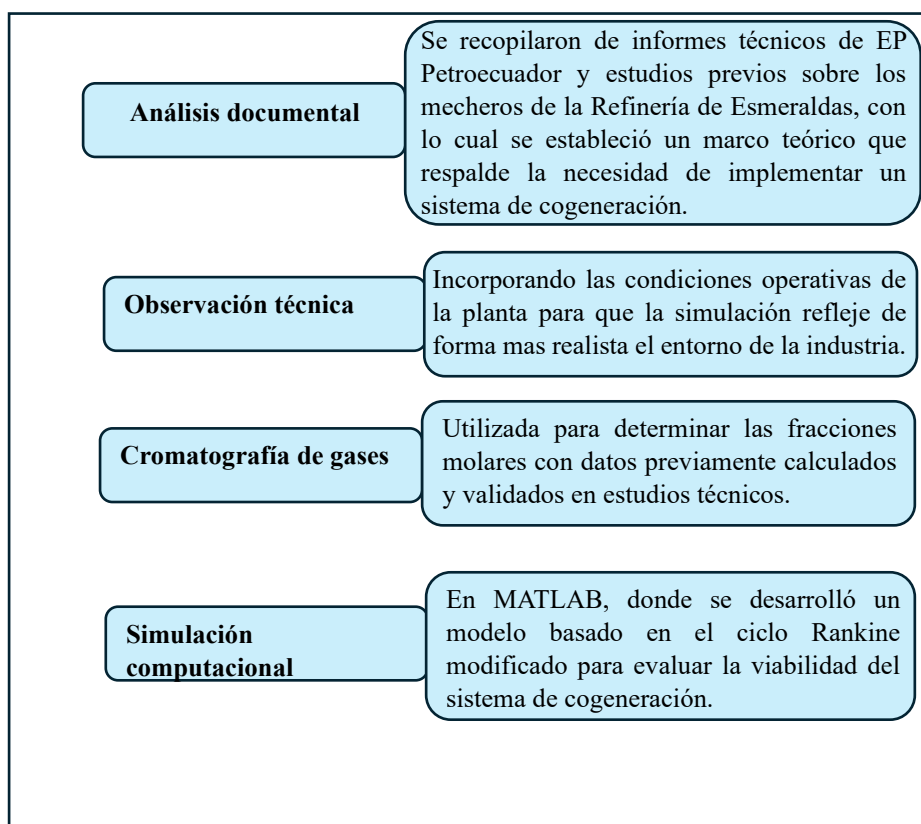 Análisis documental
Se recopilaron de informes técnicos de EP
Petroecuador y estudios previos sobre los
mecheros de la Refinería de Esmeraldas, con
lo cual se estableció un marco teórico que
respalde la necesidad de implementar un
sistema de cogeneración.
Observación técnica
Incorporando las condiciones operativas de
la planta para que la simulación refleje de
forma mas realista el entorno de la industria.
Cromatografía de gases
Utilizada para determinar las fracciones
molares con datos previamente calculados
y validados en estudios técnicos.
Simulación
computacional
En MATLAB, donde se desarrolló un
modelo basado en el ciclo Rankine
modificado para evaluar la viabilidad del
sistema de cogeneración.